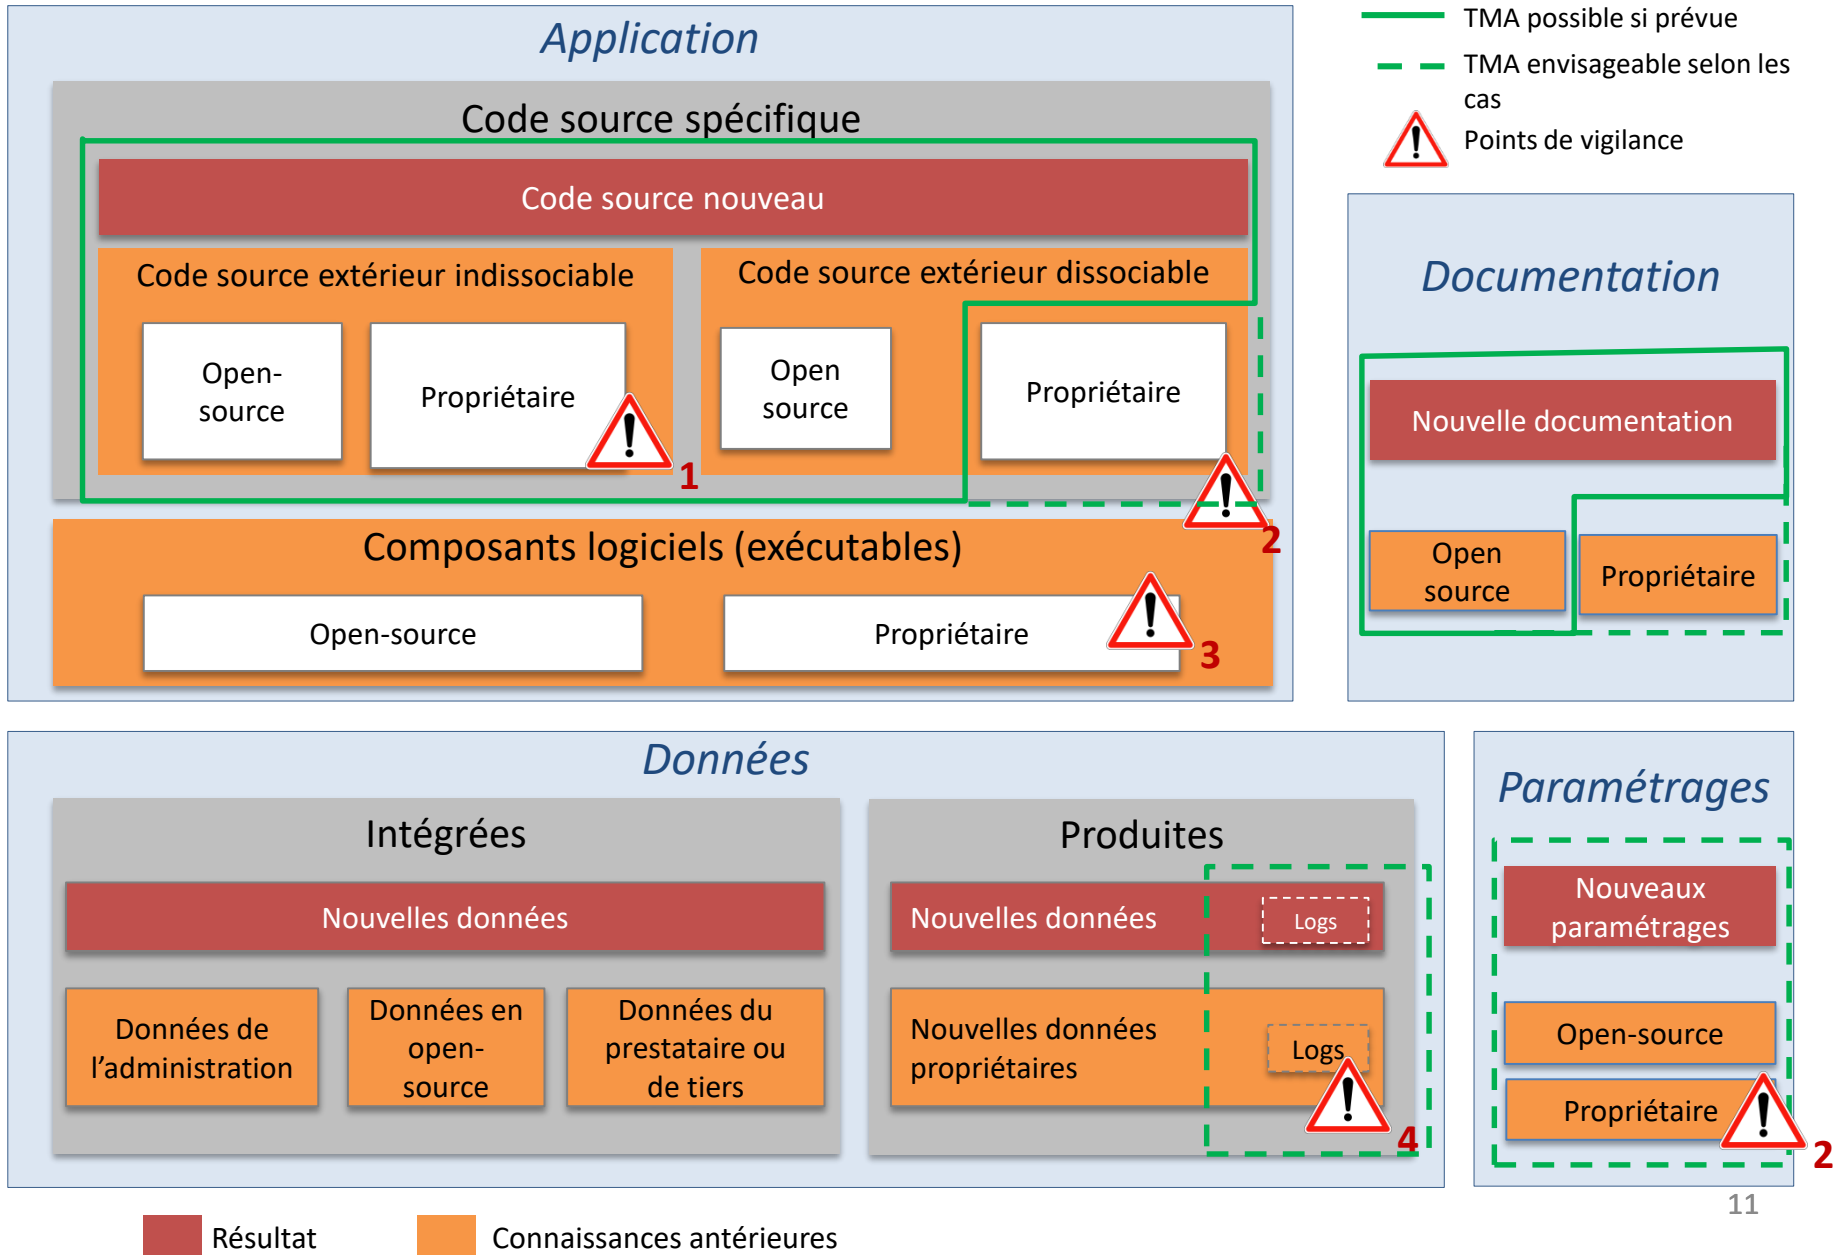 Application
Code source spécifique
Code source nouveau
Code source extérieur indissociable
Open-
source
Propriétaire
1
Code source extérieur dissociable
Open
source
Propriétaire
2
Composants logiciels (exécutables)
Open-source
Propriétaire
3
TMA possible si prévue
TMA envisageable selon les
cas
Points de vigilance
Documentation
Nouvelle documentation
Open
source
Propriétaire
Données
Intégrées
Nouvelles données
Données de
l’administration
Données en
open-
source
Données du
prestataire ou
de tiers
Produites
Nouvelles données
Logs
Nouvelles données
propriétaires
Logs
4
Paramétrages
Nouveaux
paramétrages
Open-source
Propriétaire
2
11
Résultat
Connaissances antérieures